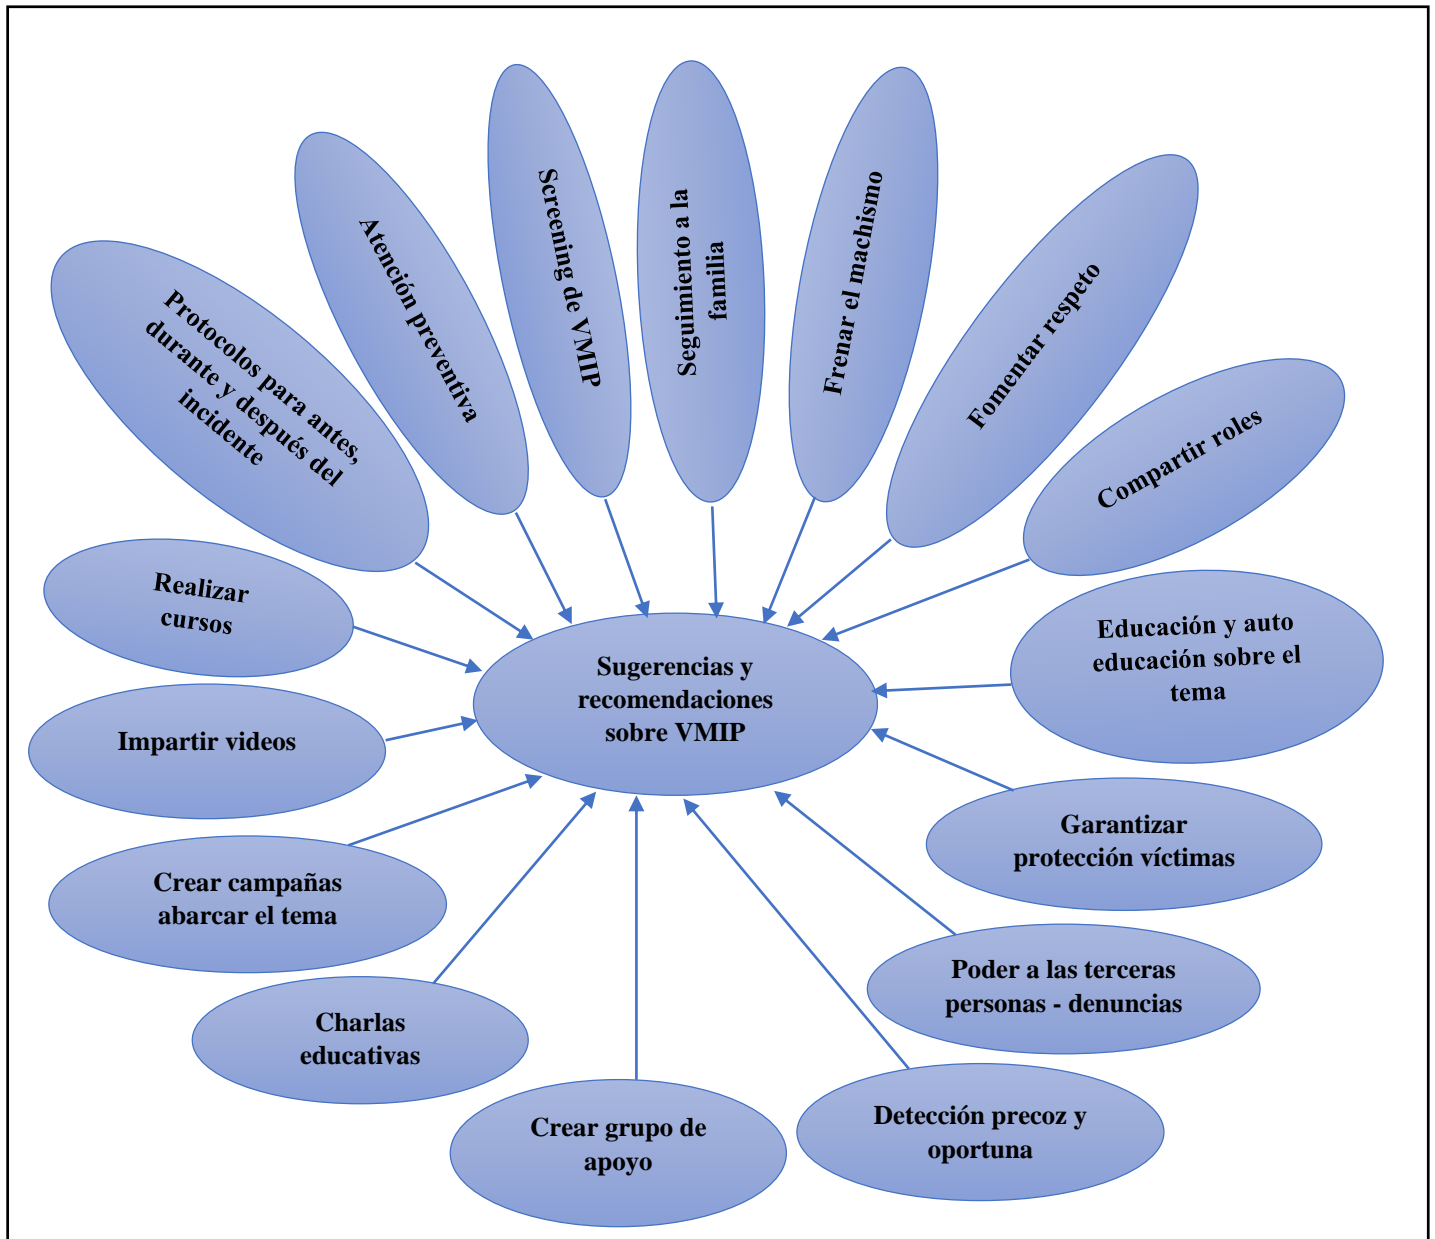 Protocolos para antes,
durante y después del
incidente
Atención preventiva
Screening de VMIP
Seguimiento a la
familia
Frenar el machismo
Fomentar respeto
Compartir roles
Realizar
cursos
Educación y auto
educación sobre el
tema
Sugerencias y
recomendaciones
sobre VMIP
Impartir videos
Garantizar
protección víctimas
Crear campañas
abarcar el tema
Poder a las terceras
personas - denuncias
Charlas
educativas
Detección precoz y
oportuna
Crear grupo de
apoyo